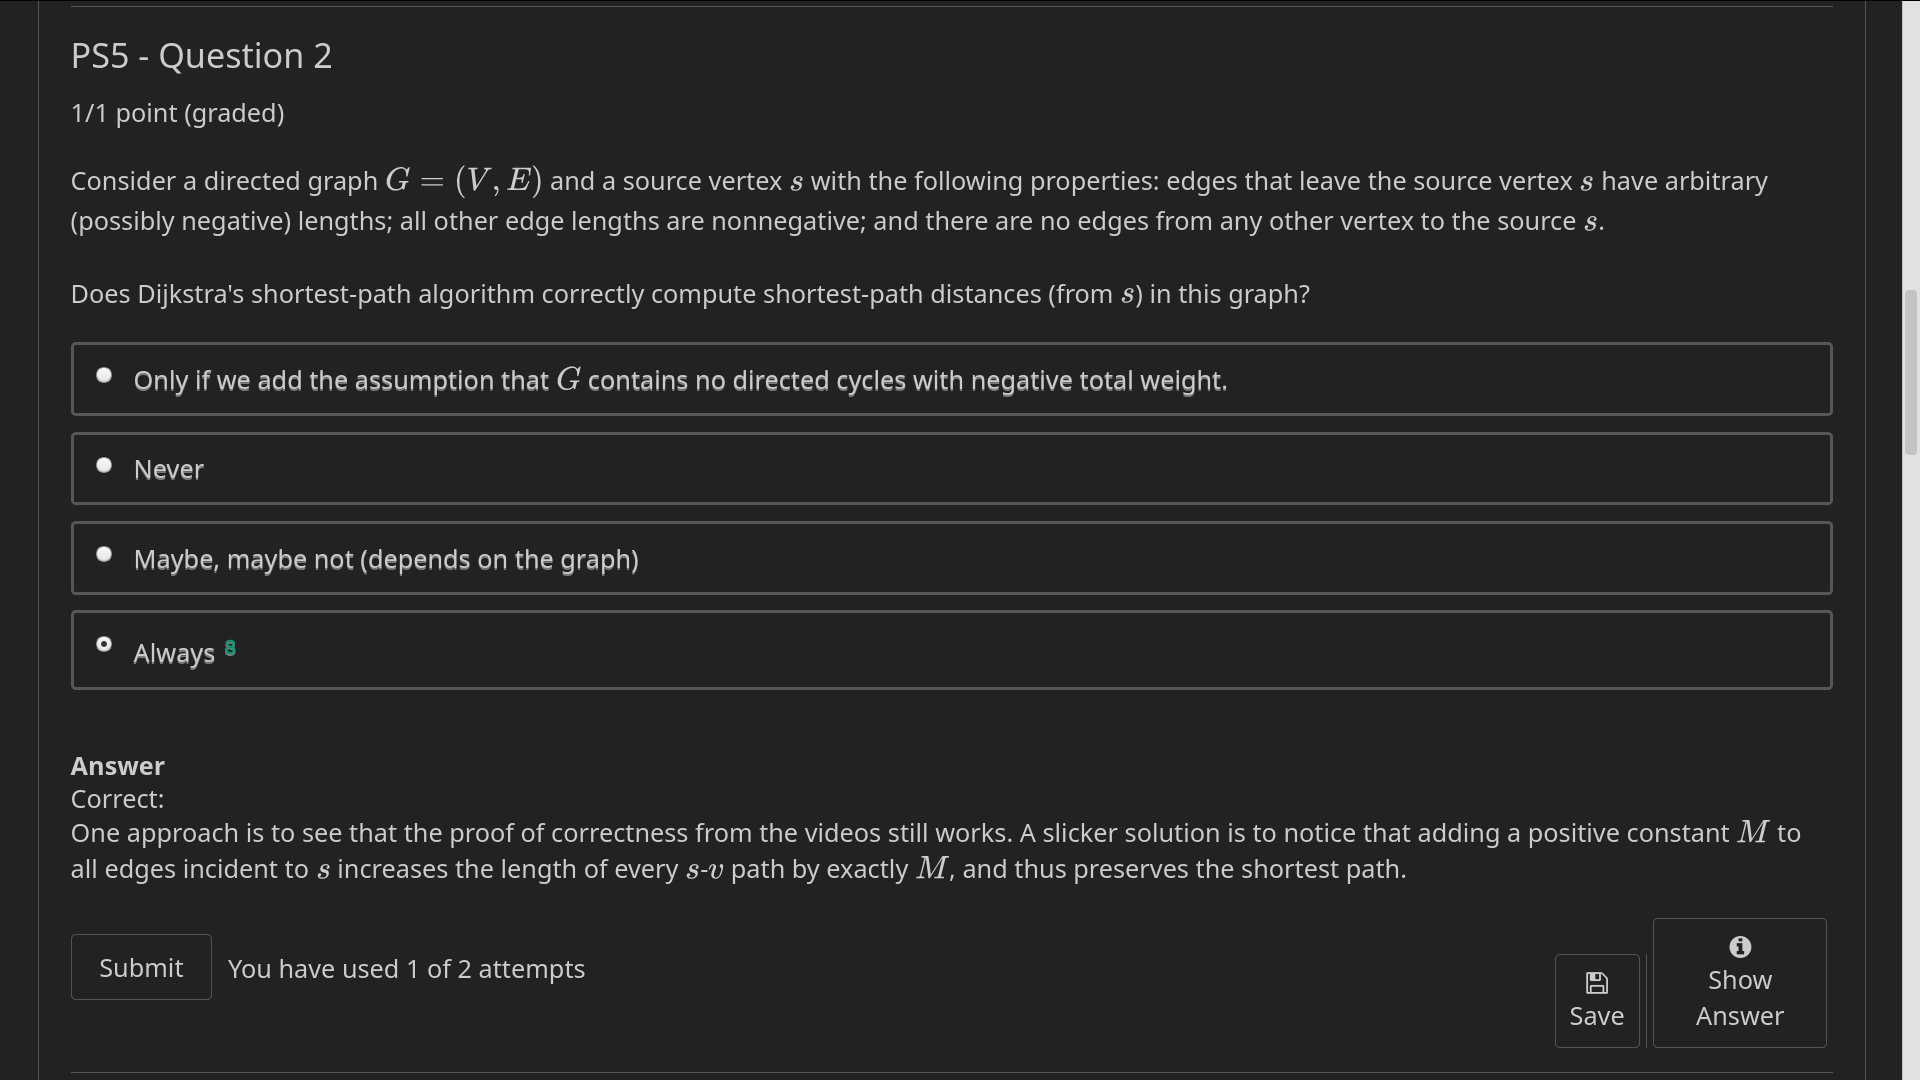 PS5 - Question 2
1/1 point (graded)
Consider a directed graph G = (V, E) and a source vertex s with the following properties: edges that leave the source vertex s have arbitrary
(possibly negative) lengths; all other edge lengths are nonnegative; and there are no edges from any other vertex to the source s.
Does Dijkstra's shortest-path algorithm correctly compute shortest-path distances (from s) in this graph?
Only if we add the assumption that G contains no directed cycles with negative total weight.
Never
Maybe, maybe not (depends on the graph)
Always
Answer
Correct:
One approach is to see that the proof of correctness from the videos still works. A slicker solution is to notice that adding a positive constant M to
all edges incident to s increases the length of every s-v path by exactly M, and thus preserves the shortest path.
Submit
You have used 1 of 2 attempts
Save
Show
Answer